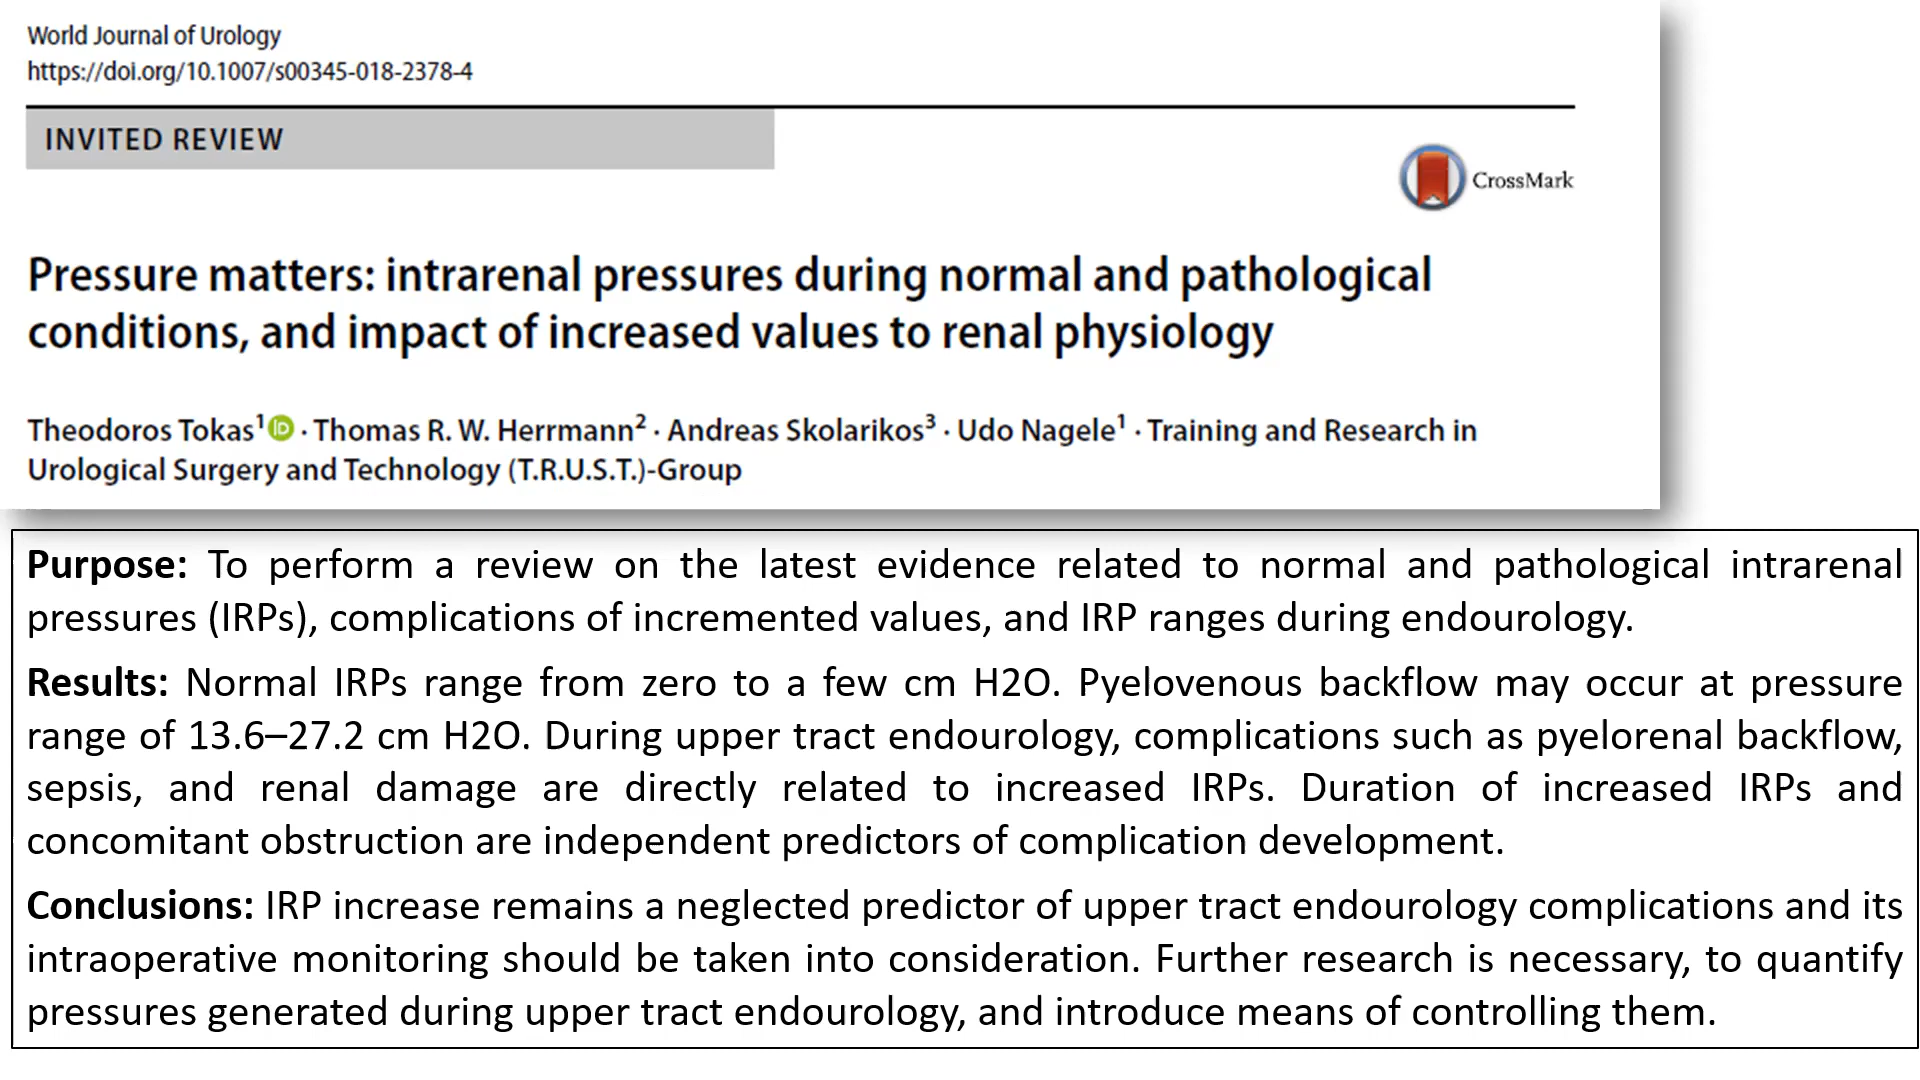 World Journal of Urology
https://doi.org/10.1007/s00345-018-2378-4
INVITED REVIEW
CrossMark
Pressure matters: intrarenal pressures during normal and pathological
conditions, and impact of increased values to renal physiology
Theodoros Tokas¹ · Thomas R. W. Herrmann² · Andreas Skolarikos³ · Udo Nagele¹ · Training and Research in
Urological Surgery and Technology (T.R.U.S.T.)-Group
Purpose: To perform a review on the latest evidence related to normal and pathological intrarenal
pressures (IRPs), complications of incremented values, and IRP ranges during endourology.
Results: Normal IRPs range from zero to a few cm H2O. Pyelovenous backflow may occur at pressure
range of 13.6–27.2 cm H2O. During upper tract endourology, complications such as pyelorenal backflow,
sepsis, and renal damage are directly related to increased IRPs. Duration of increased IRPs and
concomitant obstruction are independent predictors of complication development.
Conclusions: IRP increase remains a neglected predictor of upper tract endourology complications and its
intraoperative monitoring should be taken into consideration. Further research is necessary, to quantify
pressures generated during upper tract endourology, and introduce means of controlling them.